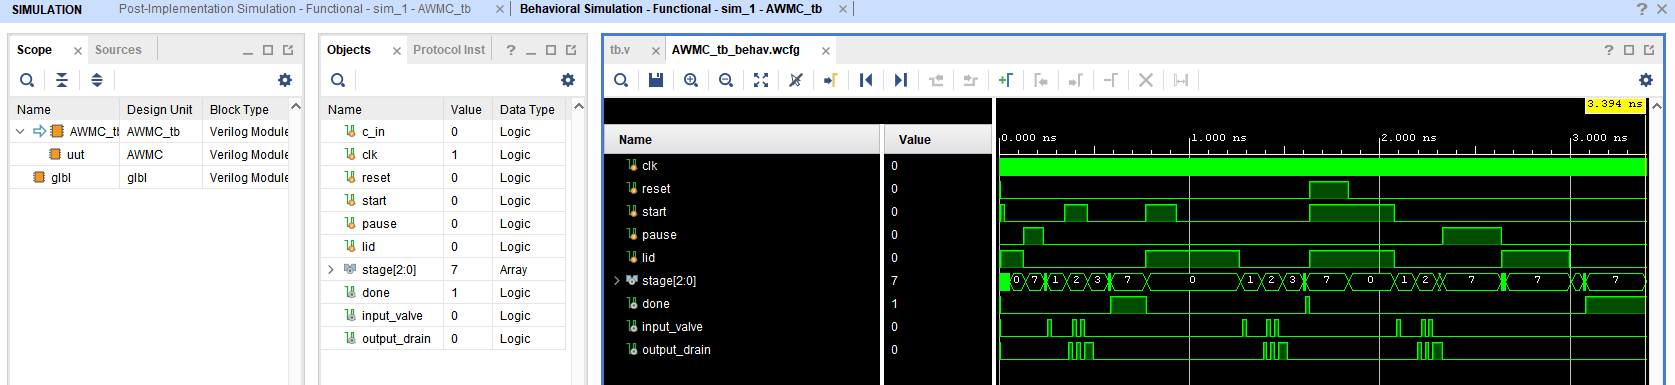 SIMULATION
Post-Implementation Simulation - Functional - sim_1 - AWMC_tb
Behavioral Simulation - Functional - sim_1 - AWMC_tb
Scope
Sources
Name Design Unit Block Type
AWMC_tb AWMC_tb Verilog Module
uut AWMC Verilog Module
glbl glbl Verilog Module
Objects
Protocol Inst
Name Value Data Type
c_in 0 Logic
clk 1 Logic
reset 0 Logic
start 0 Logic
pause 0 Logic
lid 0 Logic
stage[2:0] 7 Array
done 1 Logic
input_valve 0 Logic
output_drain 0 Logic
tb.v
AWMC_tb_behav.wcfg
3.394 ns
0.000 ns 1.000 ns 2.000 ns 3.000 ns
Name Value
clk 0
reset 0
start 0
pause 0
lid 0
stage[2:0] 7 0 7 1 2 3 7 0 1 2 3 7 0 1 2 7 7 0 7
done 1
input_valve 0
output_drain 0